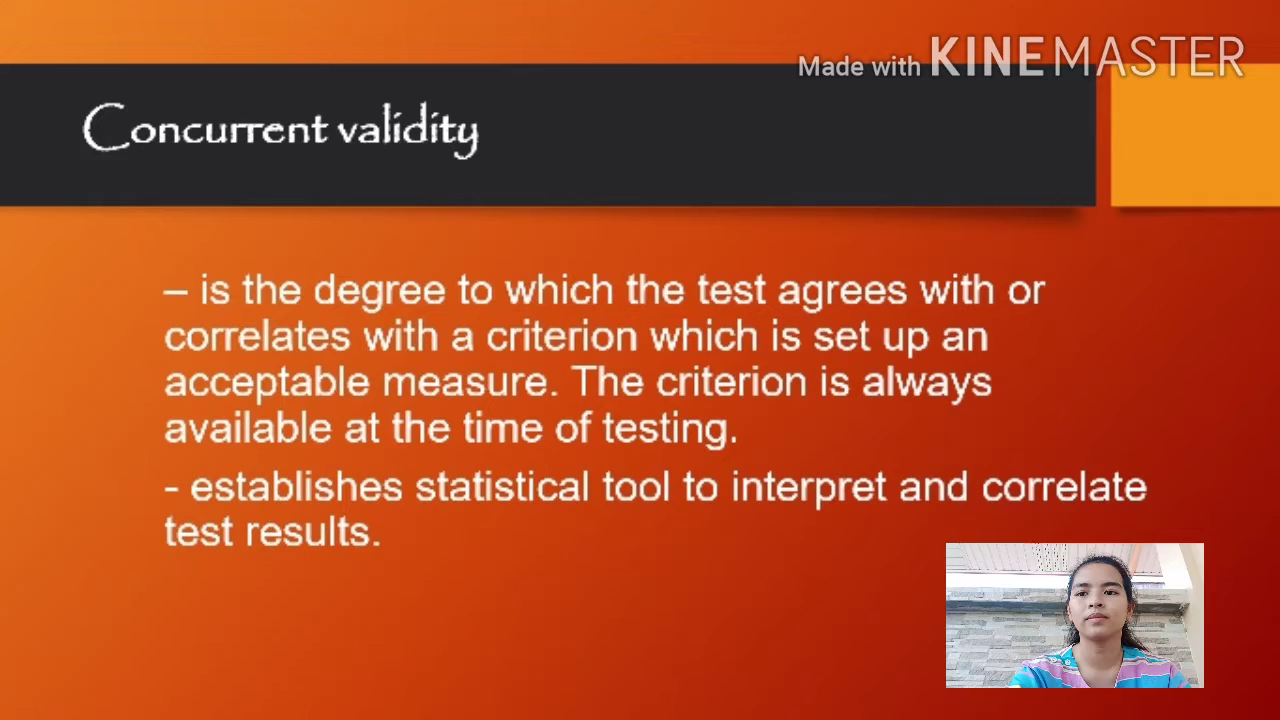 Made with KINEMASTER
Concurrent validity
– is the degree to which the test agrees with or
correlates with a criterion which is set up an
acceptable measure. The criterion is always
available at the time of testing.
- establishes statistical tool to interpret and correlate
test results.